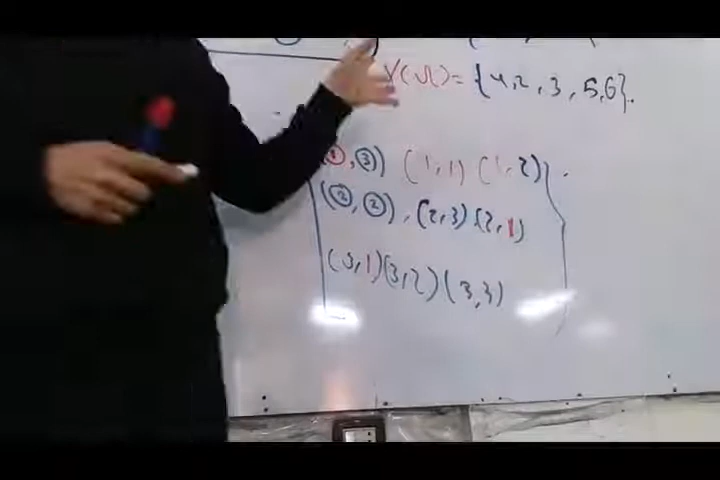 Y(Ω) = {4,2,3,5,6}.
(1,3) (1,1) (1,2)
(2,2), (2,3) (2,1)
(3,1) (3,2) (3,3)